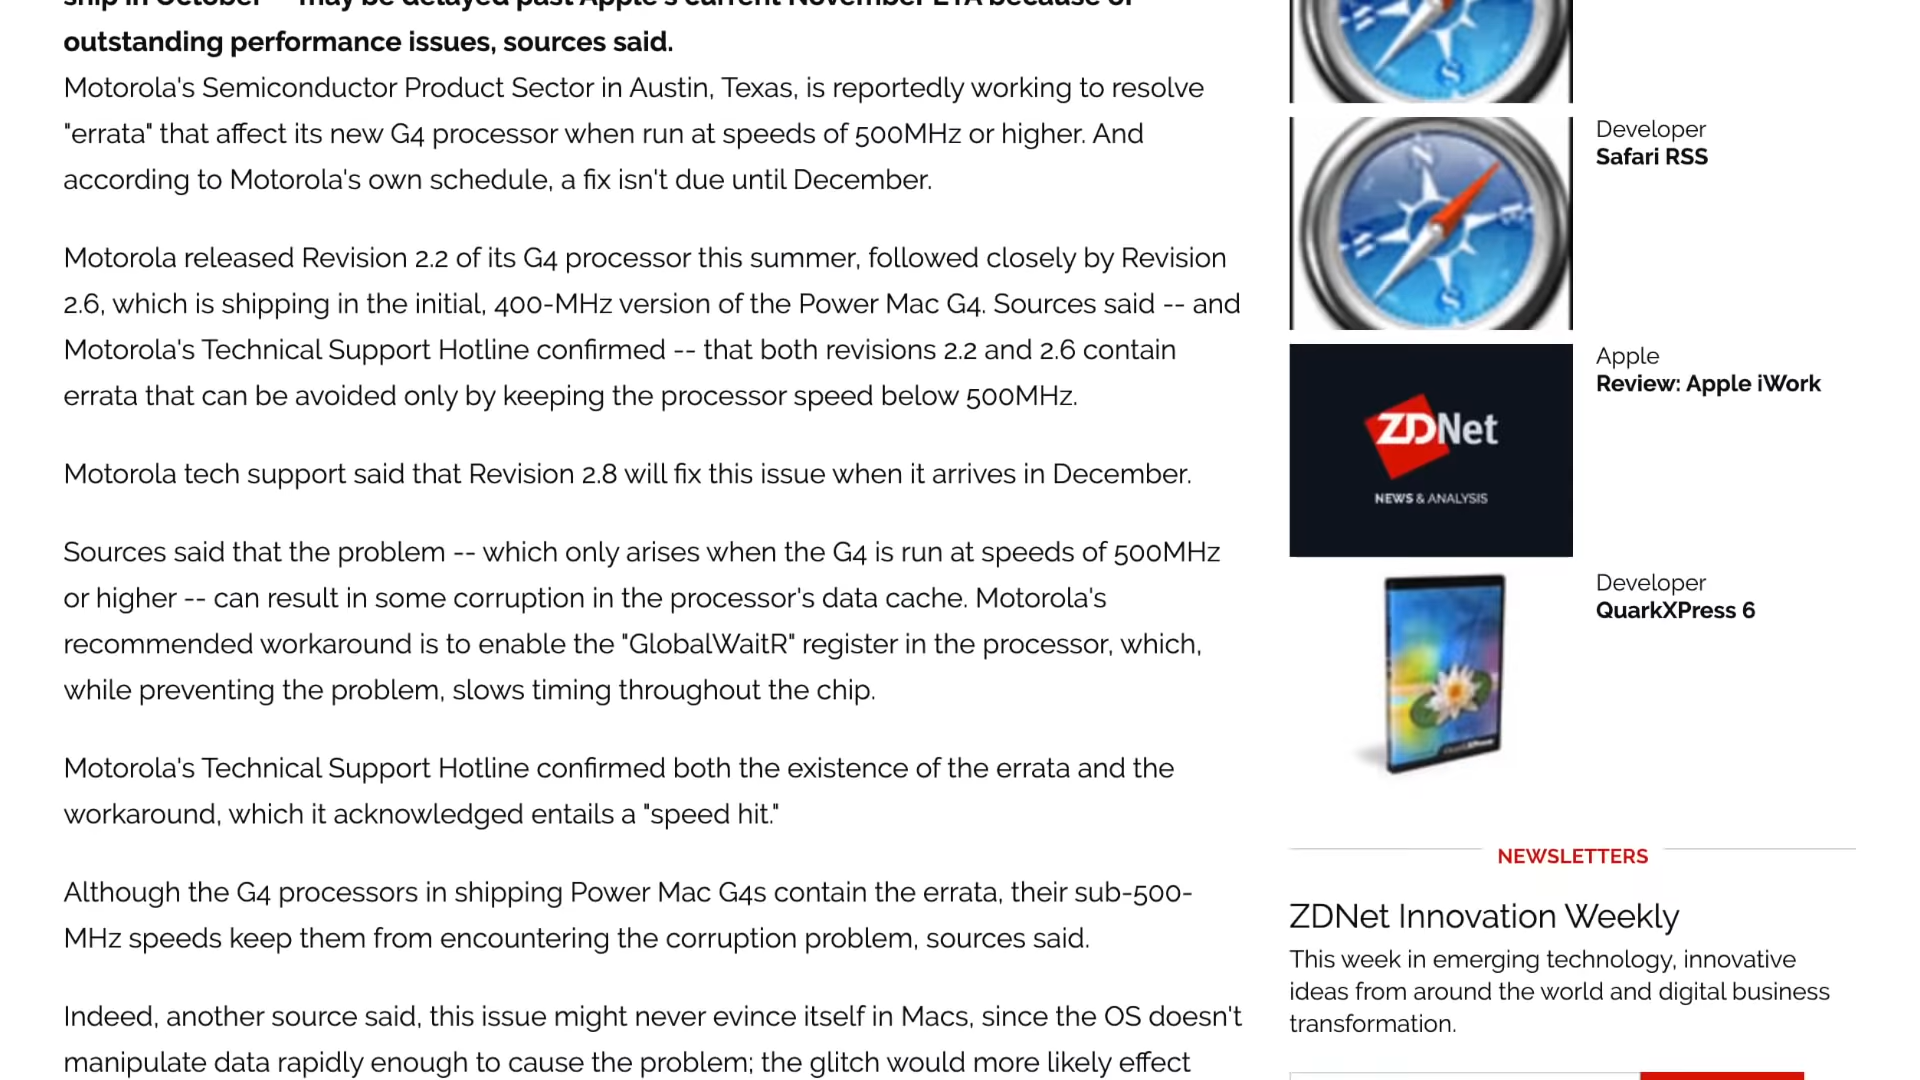 ship in October -- may be delayed past Apple's current November ETA because of
outstanding performance issues, sources said.
Motorola's Semiconductor Product Sector in Austin, Texas, is reportedly working to resolve
"errata" that affect its new G4 processor when run at speeds of 500MHz or higher. And
according to Motorola's own schedule, a fix isn't due until December.
Motorola released Revision 2.2 of its G4 processor this summer, followed closely by Revision
2.6, which is shipping in the initial, 400-MHz version of the Power Mac G4. Sources said -- and
Motorola's Technical Support Hotline confirmed -- that both revisions 2.2 and 2.6 contain
errata that can be avoided only by keeping the processor speed below 500MHz.
Motorola tech support said that Revision 2.8 will fix this issue when it arrives in December.
Sources said that the problem -- which only arises when the G4 is run at speeds of 500MHz
or higher -- can result in some corruption in the processor's data cache. Motorola's
recommended workaround is to enable the "GlobalWaitR" register in the processor, which,
while preventing the problem, slows timing throughout the chip.
Motorola's Technical Support Hotline confirmed both the existence of the errata and the
workaround, which it acknowledged entails a "speed hit."
Although the G4 processors in shipping Power Mac G4s contain the errata, their sub-500-
MHz speeds keep them from encountering the corruption problem, sources said.
Indeed, another source said, this issue might never evince itself in Macs, since the OS doesn't
manipulate data rapidly enough to cause the problem; the glitch would more likely effect
S
Developer
Safari RSS
N
E
W
S
Apple
Review: Apple iWork
ZDNet
NEWS & ANALYSIS
Developer
QuarkXPress 6
NEWSLETTERS
ZDNet Innovation Weekly
This week in emerging technology, innovative
ideas from around the world and digital business
transformation.